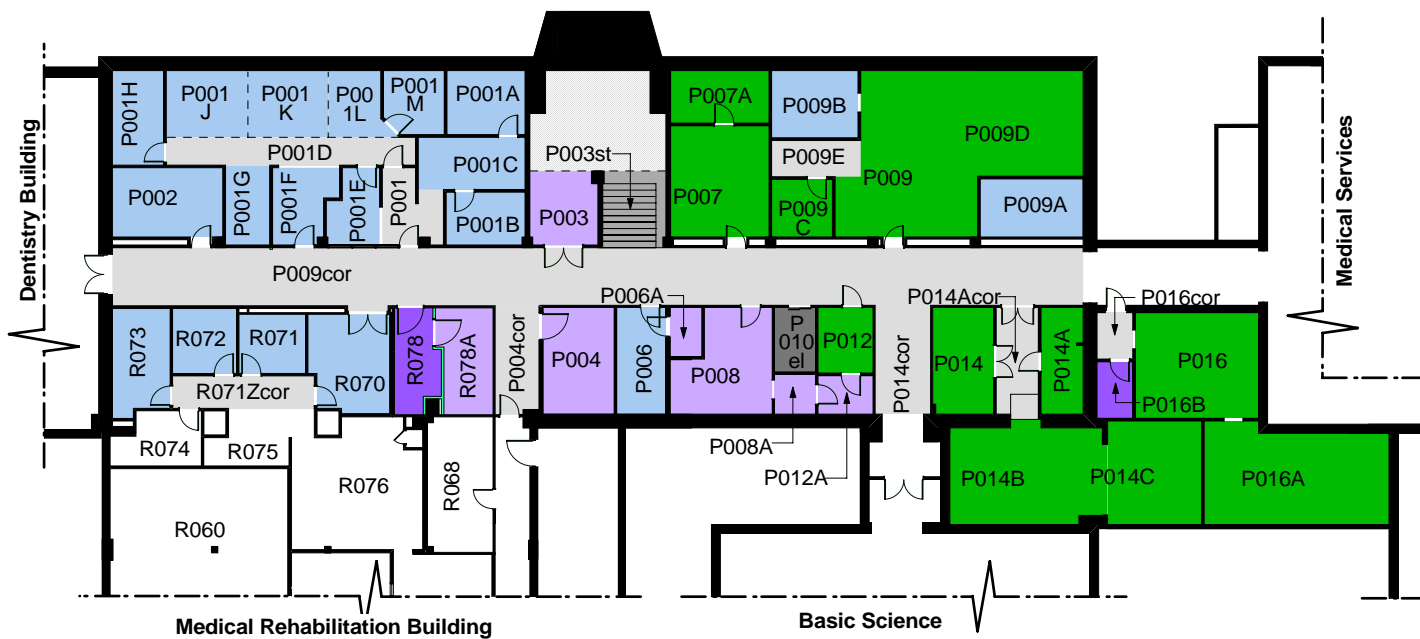 P001H
P001
J
P001
K
P00
1L
P001
M
P001A
P007A
P009B
P009D
P001D
P001C
P003st
P009E
P009
P002
P001G
P001F
P001E
P001
P001B
P003
P007
P009
C
P009A
Dentistry Building
Medical Services
P009cor
P006A
P014Acor
P016cor
R073
R072
R071
R070
R078
R078A
P004cor
P004
P006
P008
P
010
el
P012
P014cor
P014
P014A
P016
R071Zcor
P016B
R074
R075
R076
R068
P008A
P012A
P014B
P014C
P016A
R060
Medical Rehabilitation Building
Basic Science